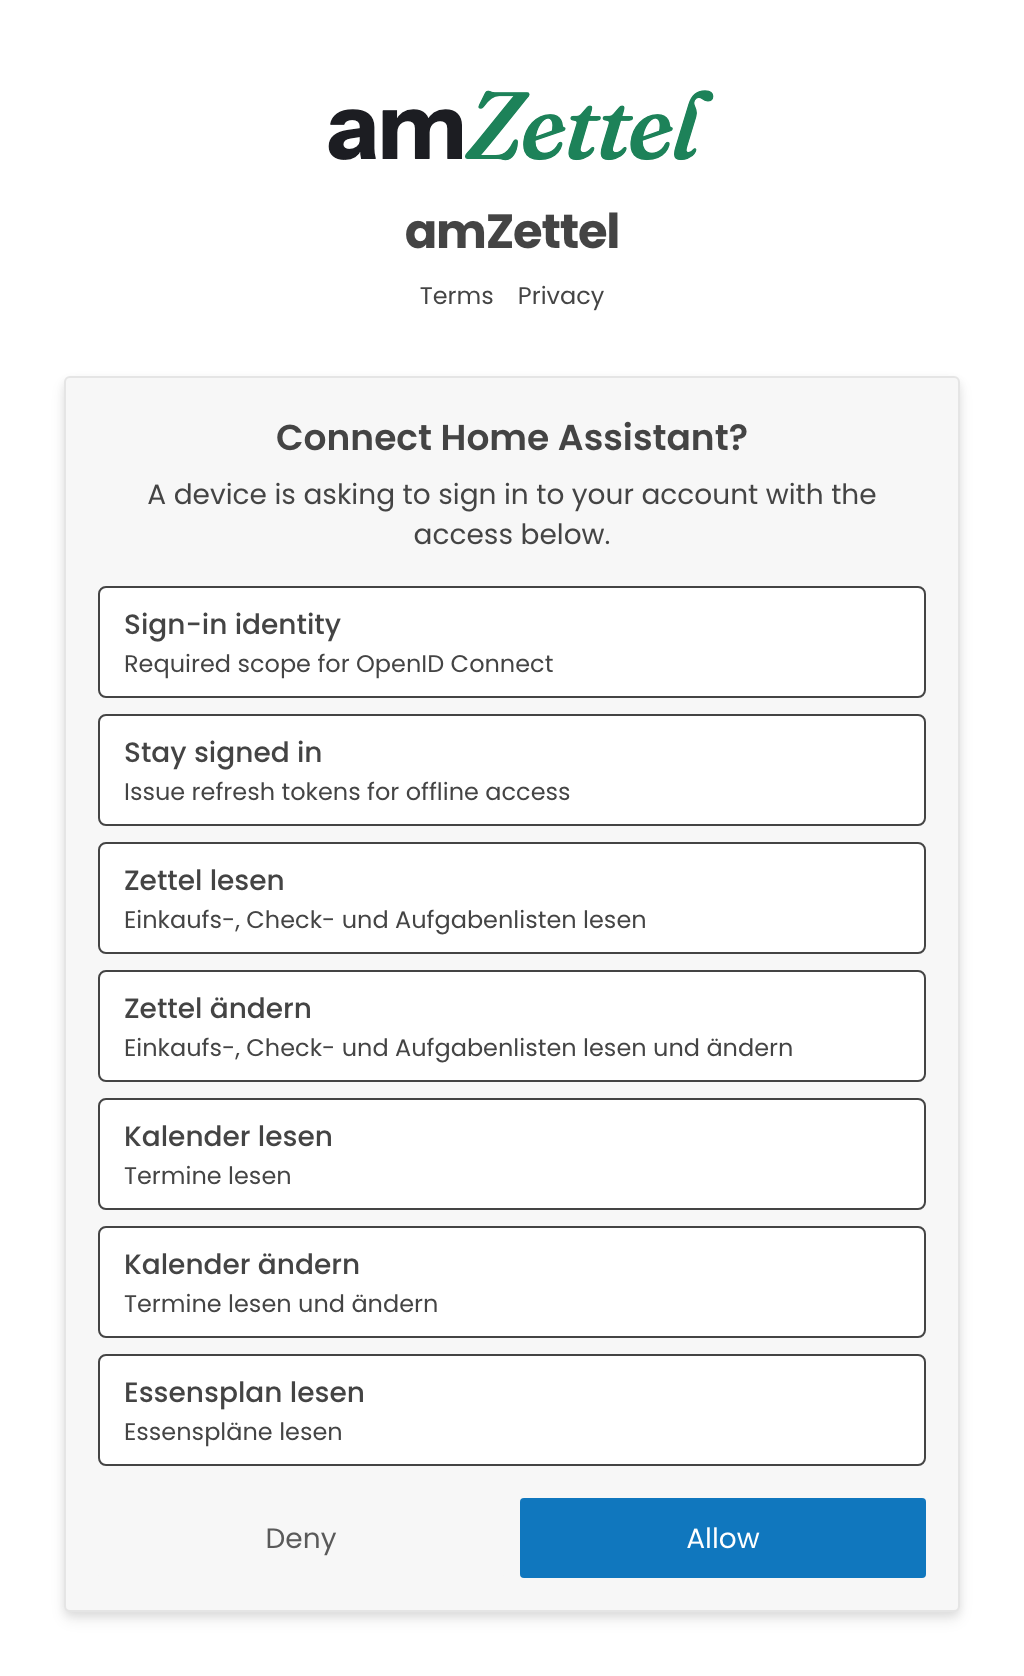 amZettel
amZettel
Terms Privacy
Connect Home Assistant?
A device is asking to sign in to your account with the
access below.
Sign-in identity
Required scope for OpenID Connect
Stay signed in
Issue refresh tokens for offline access
Zettel lesen
Einkaufs-, Check- und Aufgabenlisten lesen
Zettel ändern
Einkaufs-, Check- und Aufgabenlisten lesen und ändern
Kalender lesen
Termine lesen
Kalender ändern
Termine lesen und ändern
Essensplan lesen
Essenspläne lesen
Deny Allow